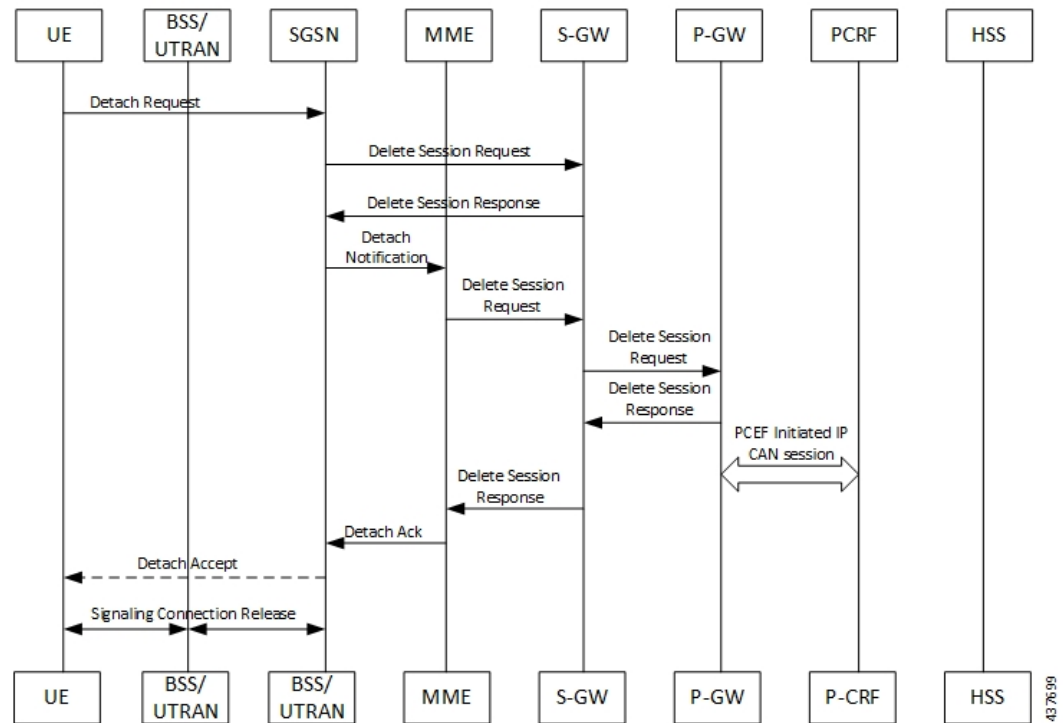 UE
BSS/
UTRAN
SGSN
MME
S-GW
P-GW
PCRF
HSS
Detach Request
Delete Session Request
Delete Session Response
Detach
Notification
Delete Session
Request
Delete Session
Request
Delete Session
Response
PCEF Initiated IP
CAN session
Delete Session
Response
Detach Ack
Detach Accept
Signaling Connection Release
UE
BSS/
UTRAN
BSS/
UTRAN
MME
S-GW
P-GW
P-CRF
HSS
437699